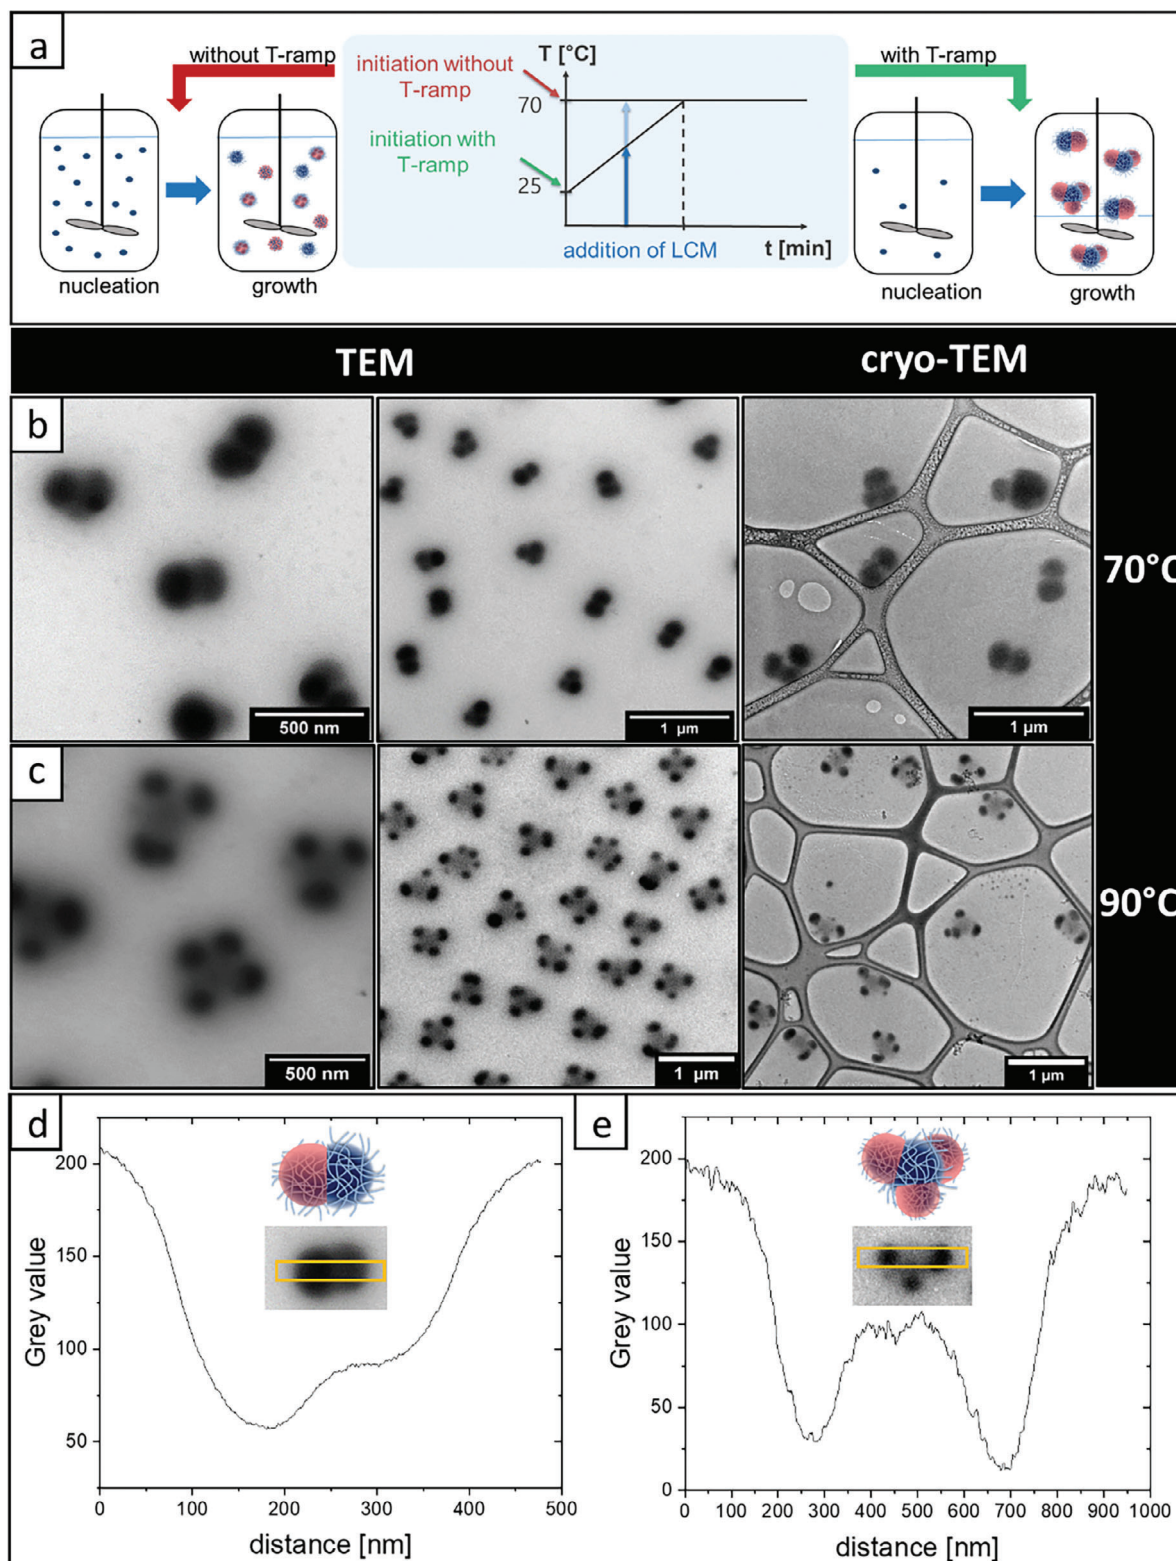 a
without T-ramp
T [°C]
with T-ramp
initiation without
T-ramp
70
initiation with
T-ramp
25
addition of LCM
t [min]
nucleation
growth
nucleation
growth
TEM
cryo-TEM
b
500 nm
1 µm
1 µm
70°C
c
500 nm
1 µm
1 µm
90°C
d
Grey value
200
150
100
50
0
100
200
300
400
500
distance [nm]
e
Grey value
200
150
100
50
0
0
100
200
300
400
500
600
700
800
900
1000
distance [nm]